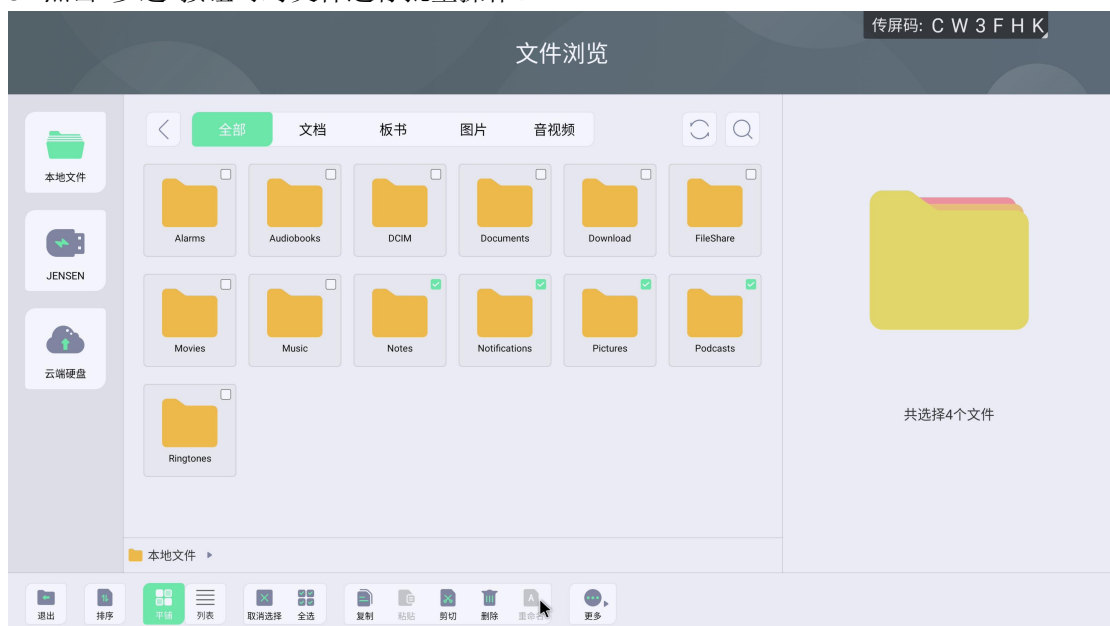 传屏码: C W 3 F H K
文件浏览
全部 文档 板书 图片 音视频
本地文件
JENSEN
云端硬盘
Alarms Audiobooks DCIM Documents Download FileShare
Movies Music Notes Notifications Pictures Podcasts
Ringtones
共选择4个文件
本地文件
退出 排序 平铺 列表 取消选择 全选 复制 粘贴 剪切 删除 更多